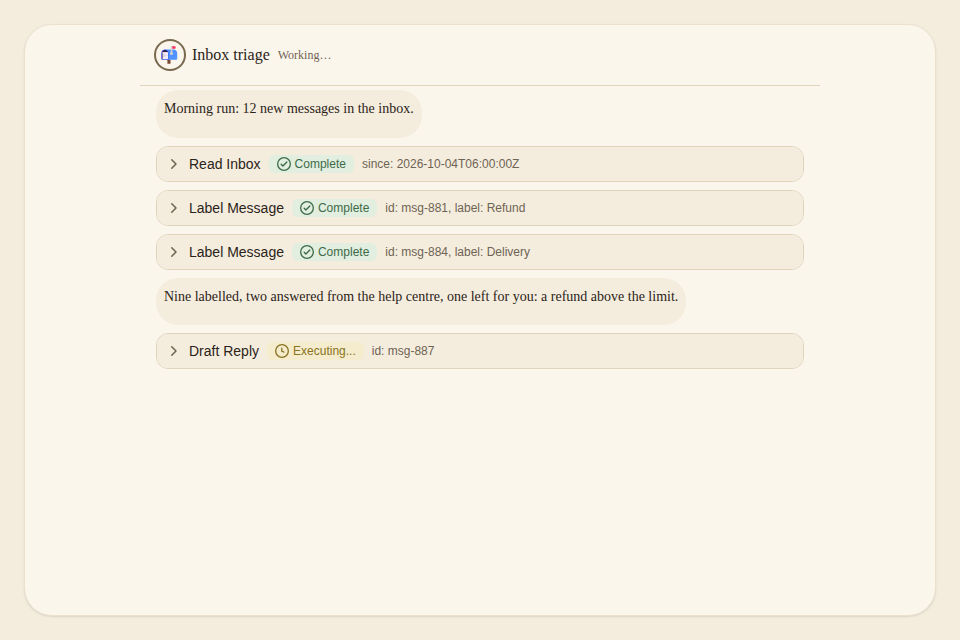 Inbox triage Working…
Morning run: 12 new messages in the inbox.
Read Inbox Complete since: 2026-10-04T06:00:00Z
Label Message Complete id: msg-881, label: Refund
Label Message Complete id: msg-884, label: Delivery
Nine labelled, two answered from the help centre, one left for you: a refund above the limit.
Draft Reply Executing... id: msg-887